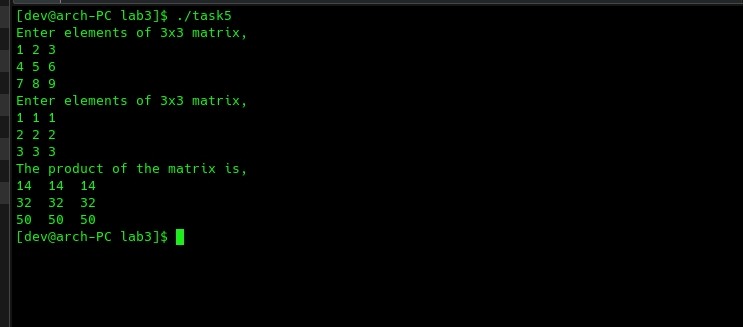 [dev@arch-PC lab3]$ ./task5
Enter elements of 3x3 matrix,
1 2 3
4 5 6
7 8 9
Enter elements of 3x3 matrix,
1 1 1
2 2 2
3 3 3
The product of the matrix is,
14  14  14
32  32  32
50  50  50
[dev@arch-PC lab3]$